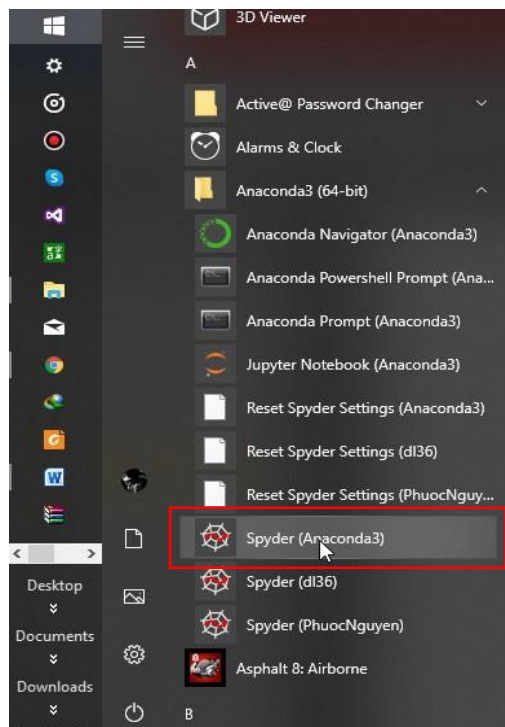 3D Viewer
A
Active@ Password Changer
Alarms & Clock
Anaconda3 (64-bit)
Anaconda Navigator (Anaconda3)
Anaconda Powershell Prompt (Ana...
Anaconda Prompt (Anaconda3)
Jupyter Notebook (Anaconda3)
Reset Spyder Settings (Anaconda3)
Reset Spyder Settings (dl36)
Reset Spyder Settings (PhuocNguy...
Spyder (Anaconda3)
Spyder (dl36)
Spyder (PhuocNguyen)
Asphalt 8: Airborne
B
Desktop
Documents
Downloads